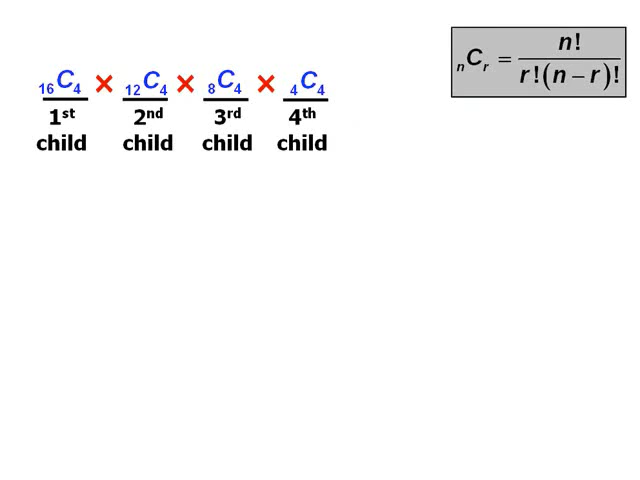 ₁₆C₄ × ₁₂C₄ × ₈C₄ × ₄C₄
1st 2nd 3rd 4th
child child child child
nCr = n! / r!(n – r)!